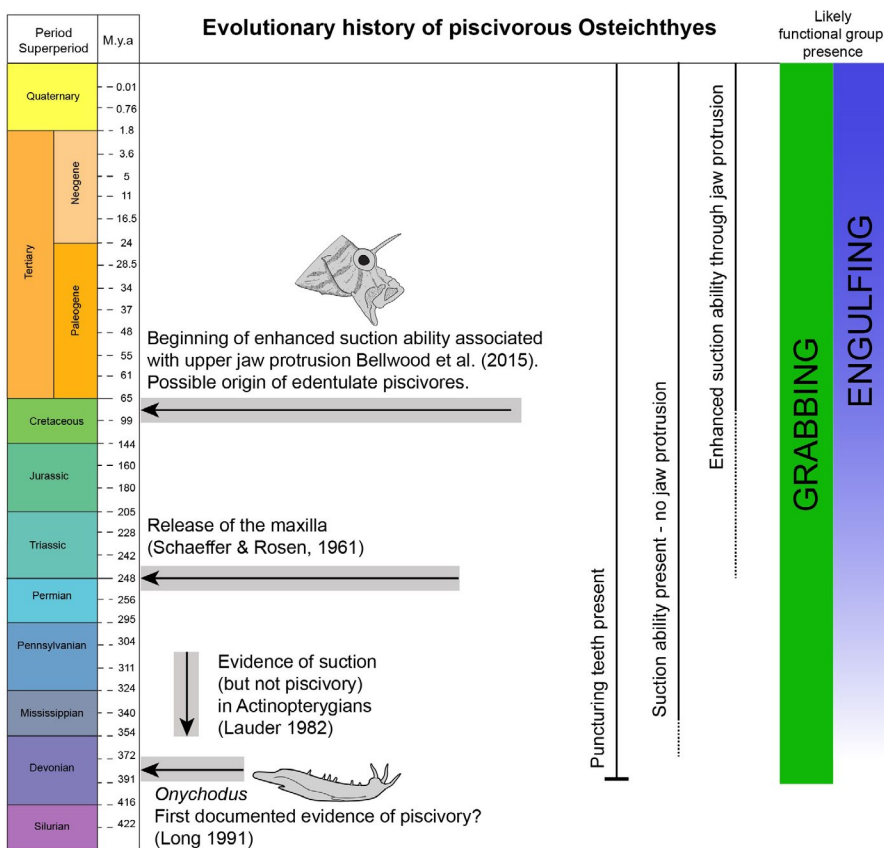 Evolutionary history of piscivorous Osteichthyes
Likely
functional group
presence
Period
Superperiod
M.y.a
Quaternary
0.01
0.76
1.8
Tertiary
Neogene
3.6
5
11
16.5
24
Paleogene
28.5
34
37
48
55
61
65
Cretaceous
99
144
Jurassic
160
180
205
Triassic
228
242
248
Permian
256
295
Pennsylvanian
304
311
324
Mississippian
340
354
Devonian
372
391
416
Silurian
422
Beginning of enhanced suction ability associated
with upper jaw protrusion Bellwood et al. (2015).
Possible origin of edentulate piscivores.
Release of the maxilla
(Schaeffer & Rosen, 1961)
Evidence of suction
(but not piscivory)
in Actinopterygians
(Lauder 1982)
Onychodus
First documented evidence of piscivory?
(Long 1991)
Puncturing teeth present
Suction ability present - no jaw protrusion
Enhanced suction ability through jaw protrusion
GRABBING
ENGULFING